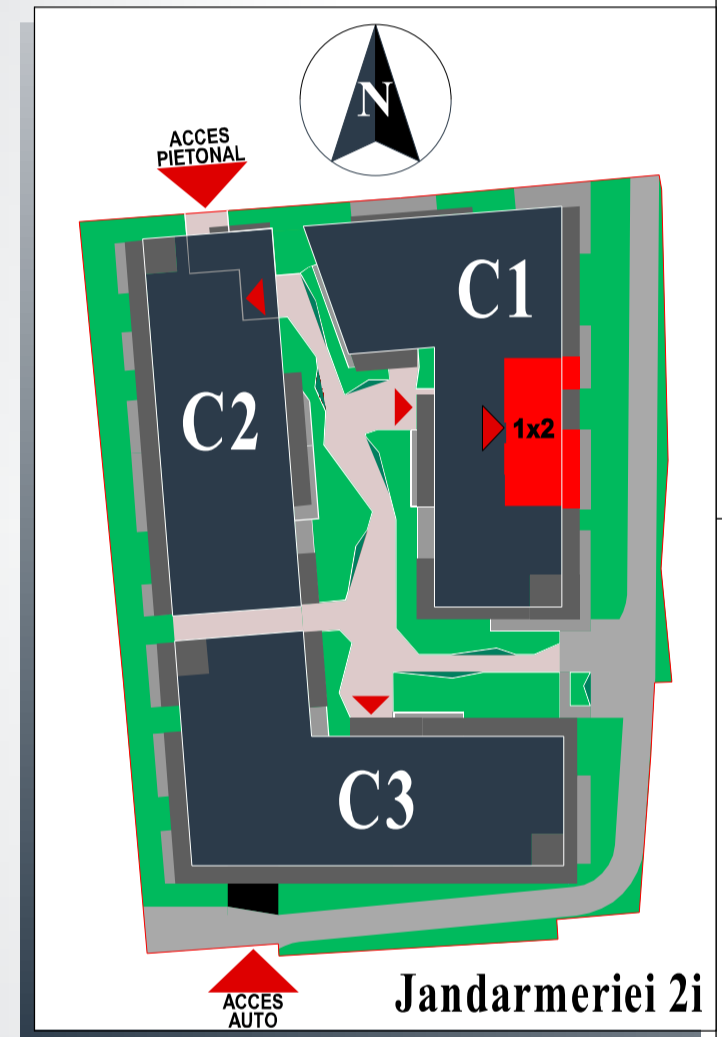 N
ACCES
PIETONAL
C1
C2
1x2
C3
Jandarmeriei 2i
ACCES
AUTO